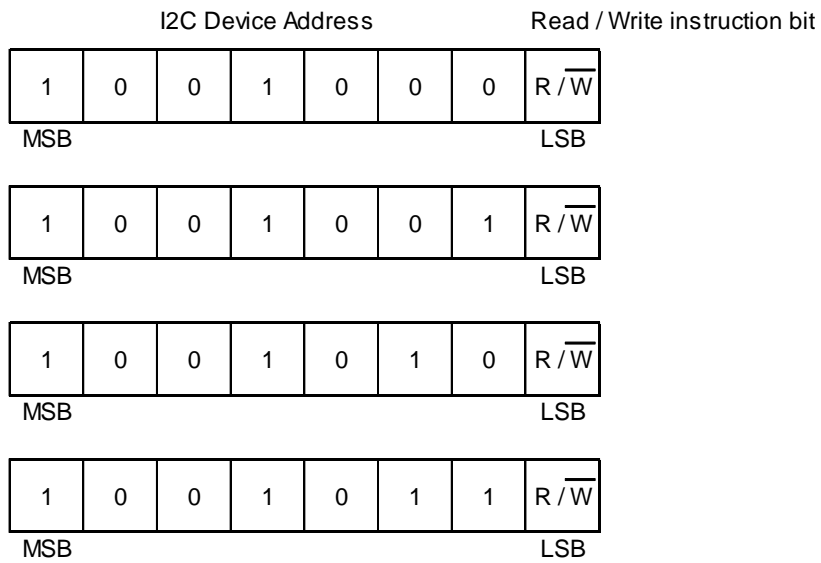 I2C Device Address Read / Write instruction bit
1 0 0 1 0 0 0 R / W̅
MSB LSB
1 0 0 1 0 0 1 R / W̅
MSB LSB
1 0 0 1 0 1 0 R / W̅
MSB LSB
1 0 0 1 0 1 1 R / W̅
MSB LSB